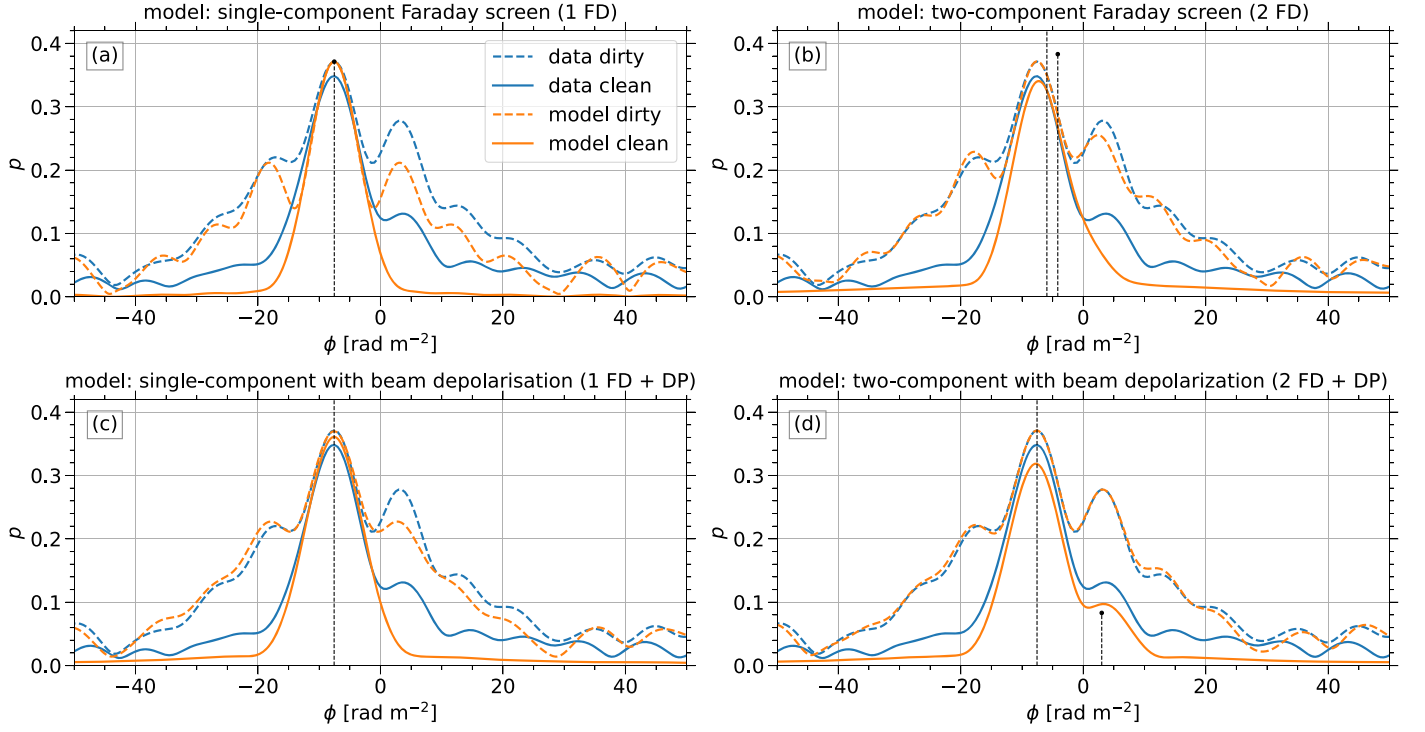 model: single-component Faraday screen (1 FD)
(a)
data dirty
data clean
model dirty
model clean
0.4
0.3
0.2
0.1
0.0
p
−40
−20
0
20
40
ϕ [rad m⁻²]
model: two-component Faraday screen (2 FD)
(b)
0.4
0.3
0.2
0.1
0.0
p
−40
−20
0
20
40
ϕ [rad m⁻²]
model: single-component with beam depolarisation (1 FD + DP)
(c)
0.4
0.3
0.2
0.1
0.0
p
−40
−20
0
20
40
ϕ [rad m⁻²]
model: two-component with beam depolarization (2 FD + DP)
(d)
0.4
0.3
0.2
0.1
0.0
p
−40
−20
0
20
40
ϕ [rad m⁻²]